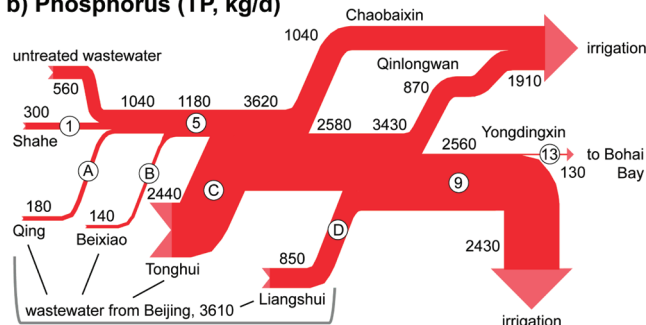 b) Phosphorus (TP, kg/d)
Chaobaixin
1040
irrigation
untreated wastewater
Qinlongwan
560
870
1910
1040
1180
3620
300
1
5
2580
3430
Yongdingxin
Shahe
2560
13
to Bohai
Bay
130
A
B
C
2440
9
180
140
D
Qing
Beixiao
2430
Tonghui
850
Liangshui
wastewater from Beijing, 3610
irrigation